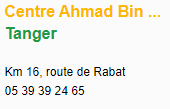 Centre Ahmad Bin ...
Tanger
Km 16, route de Rabat
05 39 39 24 65